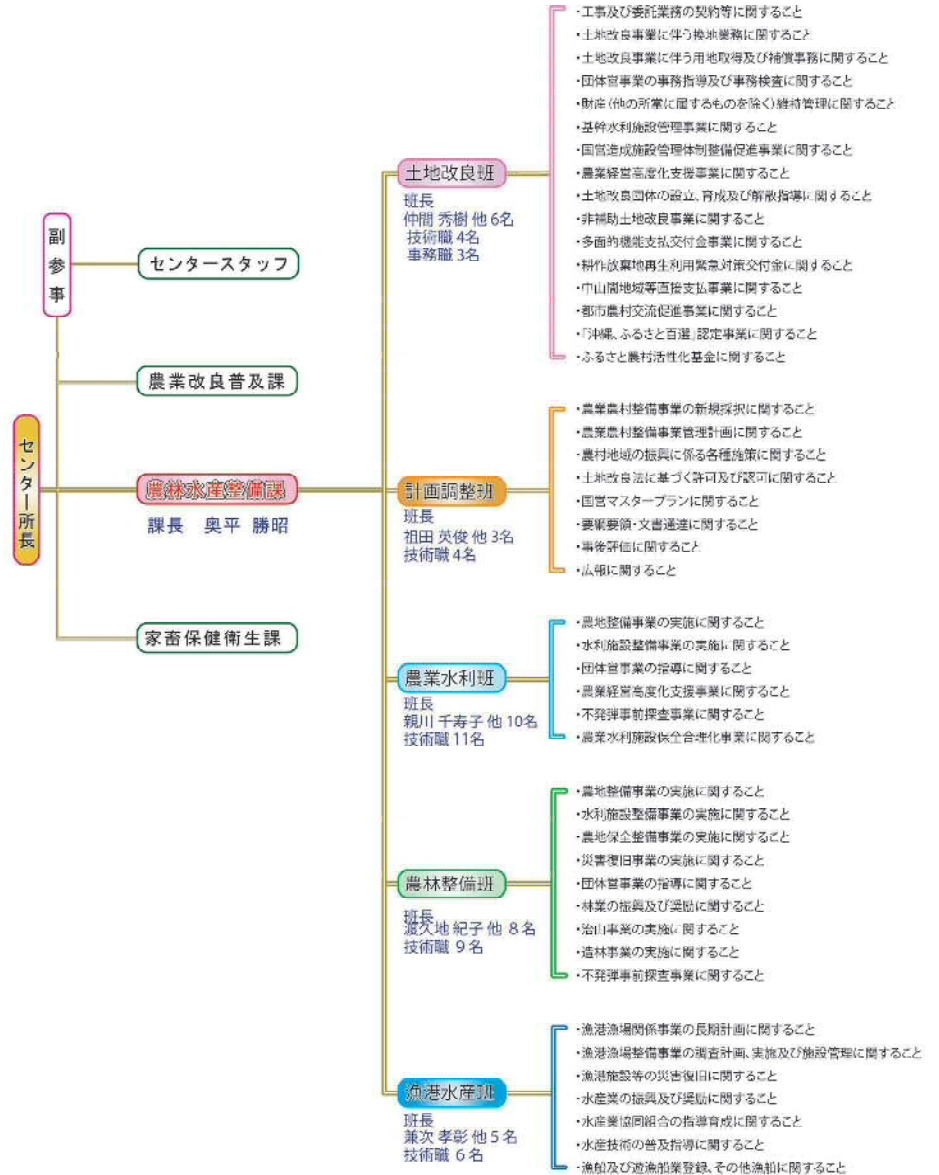 副参事
センター所長
センタースタッフ
農業改良普及課
農林水産整備課
課長 奥平 勝昭
家畜保健衛生課
土地改良班
班長
仲間 秀樹 他 6名
技術職 4名
事務職 3名
・工事及び委託業務の契約等に関すること
・土地改良事業に伴う換地業務に関すること
・土地改良事業に伴う用地取得及び補償事務に関すること
・団体営事業の事務指導及び事務検査に関すること
・財産(他の所掌に属するものを除く)維持管理に関すること
・基幹水利施設管理事業に関すること
・国営造成施設管理体制整備促進事業に関すること
・農業経営高度化支援事業に関すること
・土地改良団体の設立、育成及び解散指導に関すること
・非補助土地改良事業に関すること
・多面的機能支払交付金事業に関すること
・耕作放棄地再生利用緊急対策交付金に関すること
・中山間地域等直接支払事業に関すること
・都市農村交流促進事業に関すること
・「沖縄、ふるさと百選」認定事業に関すること
・ふるさと農村活性化基金に関すること
計画調整班
班長
祖田 英俊 他 3名
技術職 4名
・農業農村整備事業の新規採択に関すること
・農業農村整備事業管理計画に関すること
・農村地域の振興に係る各種施策に関すること
・土地改良法に基づく許可及び認可に関すること
・国営マスタープランに関すること
・要綱要領・文書通達に関すること
・事後評価に関すること
・広報に関すること
農業水利班
班長
親川 千寿子 他 10名
技術職 11名
・農地整備事業の実施に関すること
・水利施設整備事業の実施に関すること
・団体営事業の指導に関すること
・農業経営高度化支援事業に関すること
・不発弾事前探査事業に関すること
・農業水利施設保全合理化事業に関すること
農林整備班
班長
渡久地 紀子 他 8 名
技術職 9 名
・農地整備事業の実施に関すること
・水利施設整備事業の実施に関すること
・農地保全整備事業の実施に関すること
・災害復旧事業の実施に関すること
・団体営事業の指導に関すること
・林業の振興及び奨励に関すること
・治山事業の実施に関すること
・造林事業の実施に関すること
・不発弾事前探査事業に関すること
漁港水産班
班長
兼次 孝彰 他 5 名
技術職 6 名
・漁港漁場関係事業の長期計画に関すること
・漁港漁場整備事業の調査計画、実施及び施設管理に関すること
・漁港施設等の災害復旧に関すること
・水産業の振興及び奨励に関すること
・水産業協同組合の指導育成に関すること
・水産技術の普及指導に関すること
・漁船及び遊漁船業登録、その他漁船に関すること